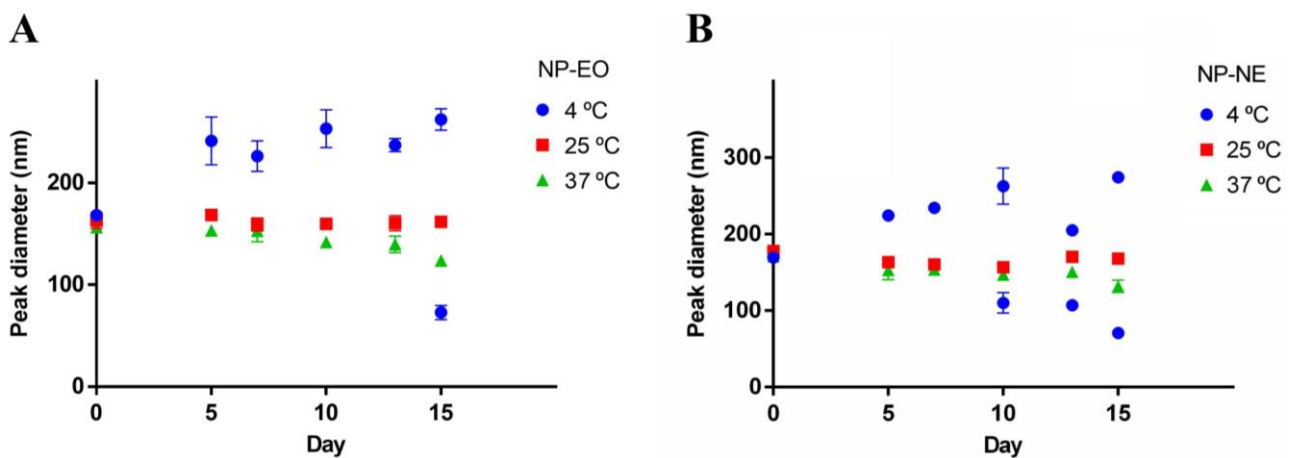 A
NP-EO
4 ºC
25 ºC
37 ºC
Peak diameter (nm)
200
100
0
0 5 10 15
Day
B
NP-NE
4 ºC
25 ºC
37 ºC
Peak diameter (nm)
300
200
100
0
0 5 10 15
Day